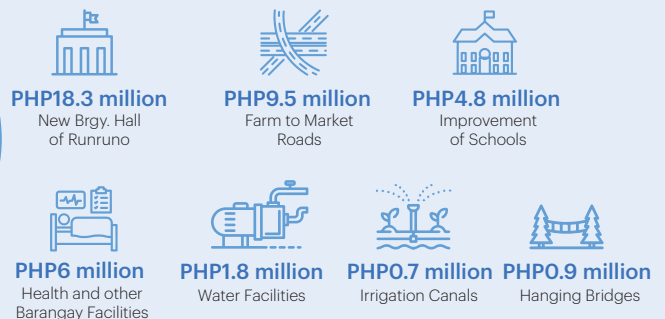 PHP18.3 million
New Brgy. Hall
of Runruno
PHP9.5 million
Farm to Market
Roads
PHP4.8 million
Improvement
of Schools
PHP6 million
Health and other
Barangay Facilities
PHP1.8 million
Water Facilities
PHP0.7 million
Irrigation Canals
PHP0.9 million
Hanging Bridges